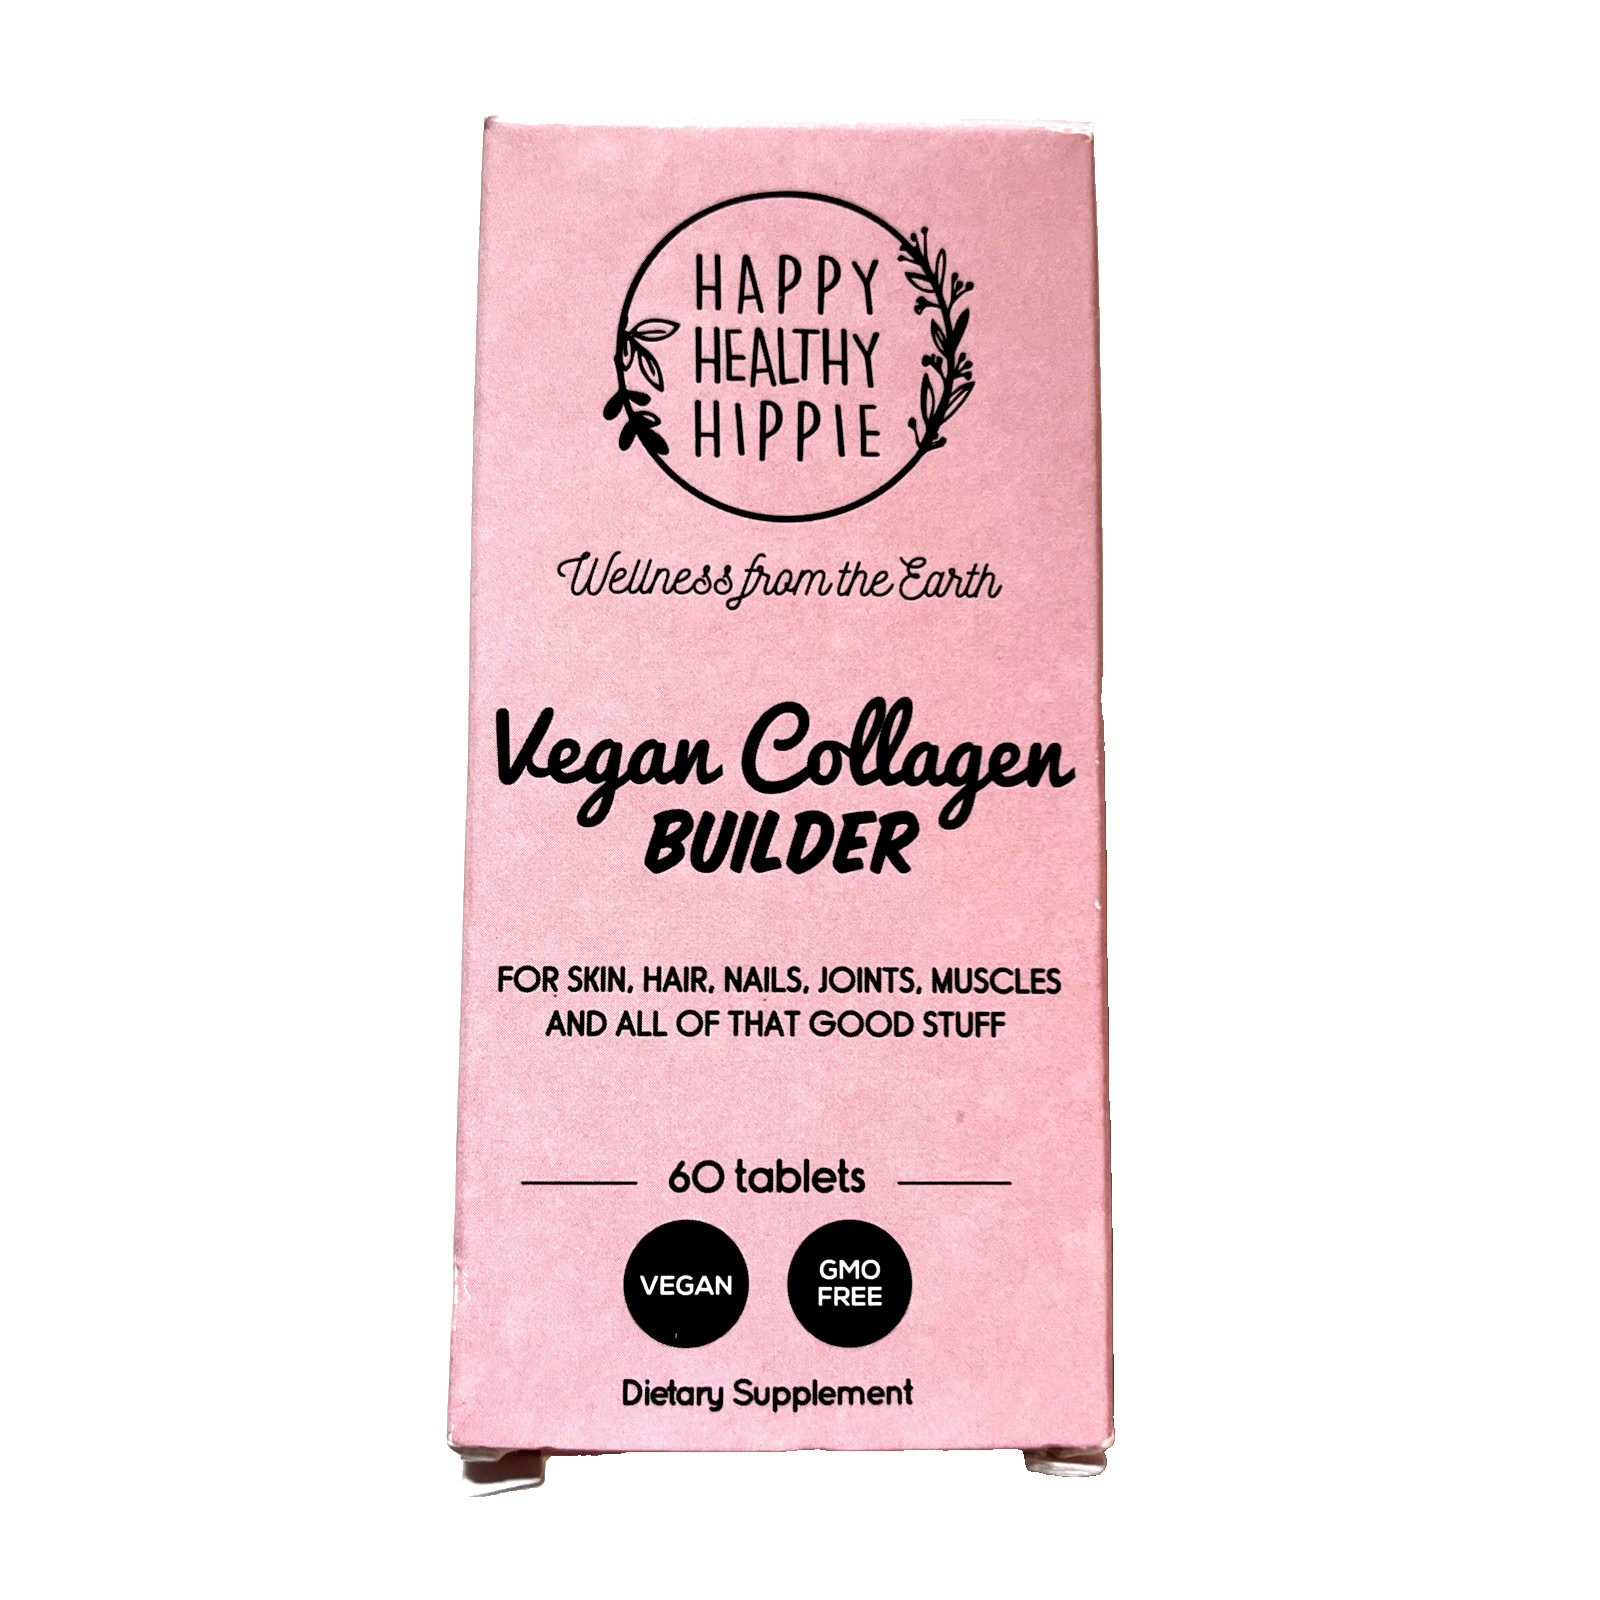 HAPPY
HEALTHY
HIPPIE
Wellness from the Earth
Vegan Collagen
BUILDER
FOR SKIN, HAIR, NAILS, JOINTS, MUSCLES
AND ALL OF THAT GOOD STUFF
60 tablets
VEGAN
GMO
FREE
Dietary Supplement